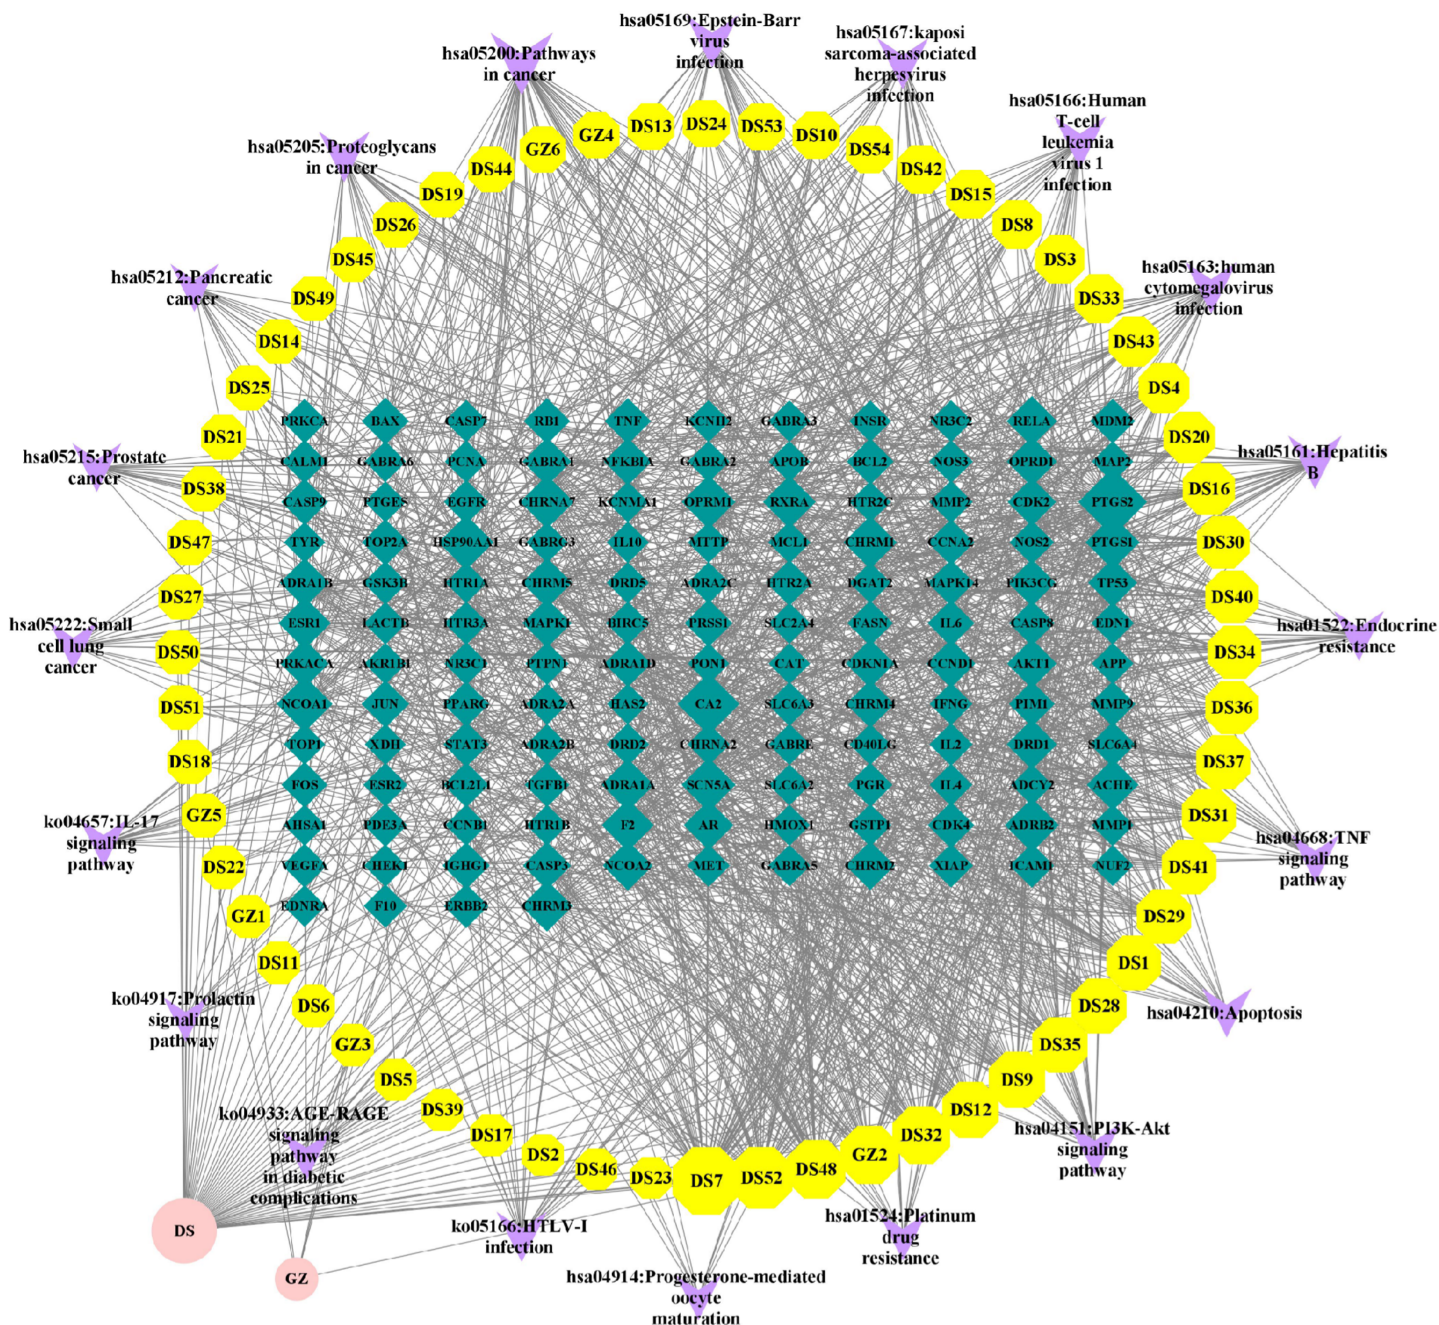 hsa05169:Epstein-Barr
virus
infection
hsa05167:kaposi
sarcoma-associated
herpesvirus
infection
hsa05200:Pathways
in cancer
hsa05166:Human
T-cell
leukemia
virus 1
infection
hsa05205:Proteoglycans
in cancer
hsa05163:human
cytomegalovirus
infection
hsa05212:Pancreatic
cancer
hsa05215:Prostate
cancer
hsa05161:Hepatitis
B
hsa05222:Small
cell lung
cancer
hsa01522:Endocrine
resistance
ko04657:IL-17
signaling
pathway
hsa04668:TNF
signaling
pathway
ko04917:Prolactin
signaling
pathway
hsa04210:Apoptosis
ko04933:AGE-RAGE
signaling
pathway
in diabetic
complications
hsa04151:PI3K-Akt
signaling
pathway
ko05166:HTLV-I
infection
hsa01524:Platinum
drug
resistance
hsa04914:Progesterone-mediated
oocyte
maturation
DS13
DS24
DS53
DS10
DS54
DS42
DS15
DS8
DS3
DS33
DS43
DS4
DS20
DS16
DS30
DS40
DS34
DS36
DS37
DS31
DS41
DS29
DS1
DS28
DS35
DS9
DS12
DS32
GZ2
DS48
DS52
DS7
DS23
DS46
DS2
DS17
DS39
DS5
GZ3
DS6
DS11
GZ1
DS22
GZ5
DS18
DS51
DS50
DS27
DS47
DS38
DS21
DS25
DS14
DS49
DS45
DS26
DS19
DS44
GZ6
GZ4
PRKCA BAX CASP7 RB1 TNF KCNH2 GABRA3 INSR NR3C2 RELA MDM2
CALM1 GABRA6 PCNA GABRA1 NFKBIA GABRA2 APOB BCL2 NOS3 OPRD1 MAP2
CASP9 PTGES EGFR CHRNA7 KCNMA1 OPRM1 RXRA HTR2C MMP2 CDK2 PTGS2
TYR TOP2A HSP90AA1 GABRG3 IL10 MTTP MCL1 CHRM1 CCNA2 NOS2 PTGS1
ADRA1B GSK3B HTR1A CHRM5 DRD5 ADRA2C HTR2A DGAT2 MAPK14 PIK3CG TP53
ESR1 LACTB HTR3A MAPK1 BIRC5 PRSS1 SLC2A4 FASN IL6 CASP8 EDN1
PRKACA AKR1B1 NR3C1 PTPN1 ADRA1D PON1 CAT CDKN1A CCND1 AKT1 APP
NCOA1 JUN PPARG ADRA2A HAS2 CA2 SLC6A3 CHRM4 IFNG PIM1 MMP9
TOP1 XDH STAT3 ADRA2B DRD2 CHRNA2 GABRE CD40LG IL2 DRD1 SLC6A4
FOS ESR2 BCL2L1 TGFB1 ADRA1A SCN5A SLC6A2 PGR IL4 ADCY2 ACHE
AHSA1 PDE3A CCNB1 HTR1B F2 AR HMOX1 GSTP1 CDK4 ADRB2 MMP1
VEGFA CHEK1 IGHG1 CASP3 NCOA2 MET GABRA5 CHRM2 XIAP ICAM1 NUF2
EDNRA F10 ERBB2 CHRM3
DS
GZ